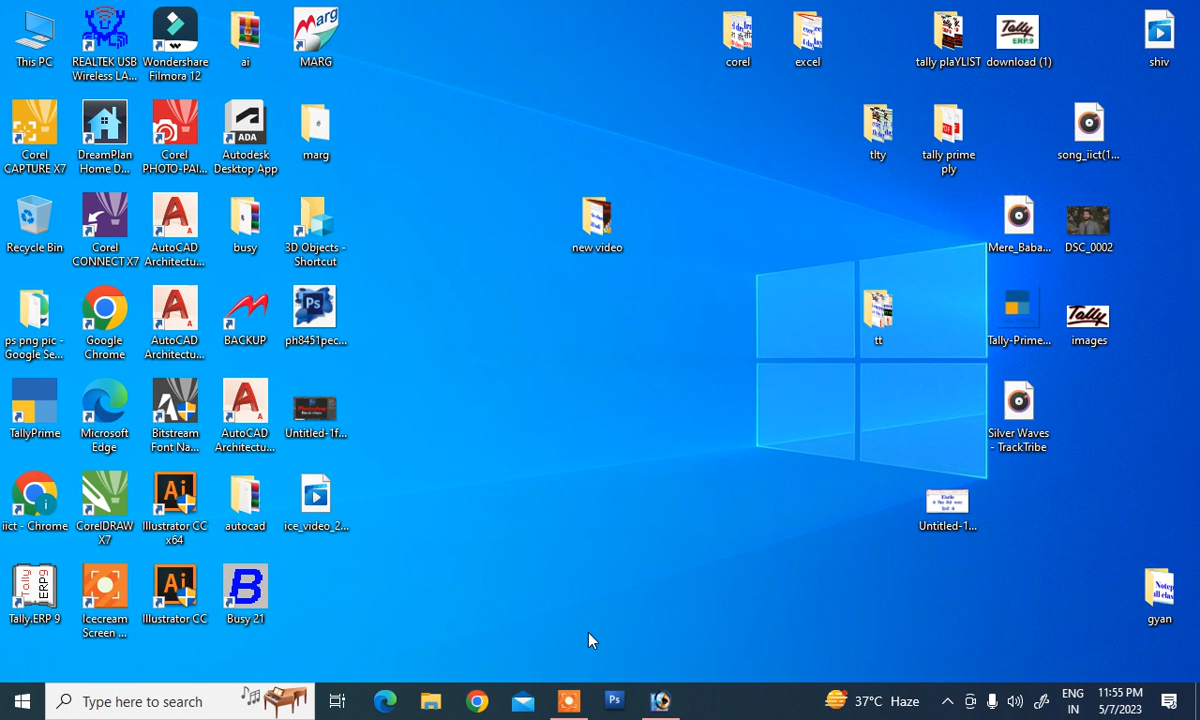 This PC
REALTEK USB
Wireless LA...
Wondershare
Filmora 12
ai
MARG
corel
excel
tally plaYLIST
download (1)
shiv
Corel
CAPTURE X7
DreamPlan
Home D...
Corel
PHOTO-PAI...
Autodesk
Desktop App
marg
tlty
tally prime
ply
song_iict(1...
Recycle Bin
Corel
CONNECT X7
AutoCAD
Architectu...
busy
3D Objects -
Shortcut
new video
Mere_Baba...
DSC_0002
ps png pic -
Google Se...
Google
Chrome
AutoCAD
Architectu...
BACKUP
ph8451pec...
tt
Tally-Prime...
images
TallyPrime
Microsoft
Edge
Bitstream
Font Na...
AutoCAD
Architectu...
Untitled-1f...
Silver Waves
- TrackTribe
iict - Chrome
CorelDRAW
X7
Illustrator CC
x64
autocad
ice_video_2...
Untitled-1...
Tally.ERP 9
Icecream
Screen ...
Illustrator CC
Busy 21
gyan
Type here to search
37°C Haze
ENG
IN
11:55 PM
5/7/2023